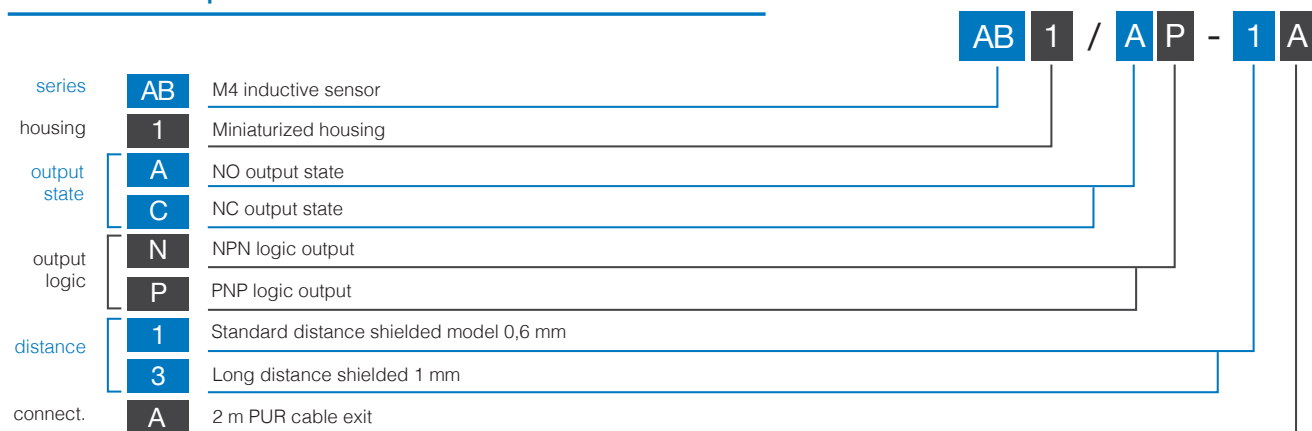 AB 1 / A P - 1 A
series AB M4 inductive sensor
housing 1 Miniaturized housing
output state
A NO output state
C NC output state
output logic
N NPN logic output
P PNP logic output
distance
1 Standard distance shielded model 0,6 mm
3 Long distance shielded 1 mm
connect. A 2 m PUR cable exit